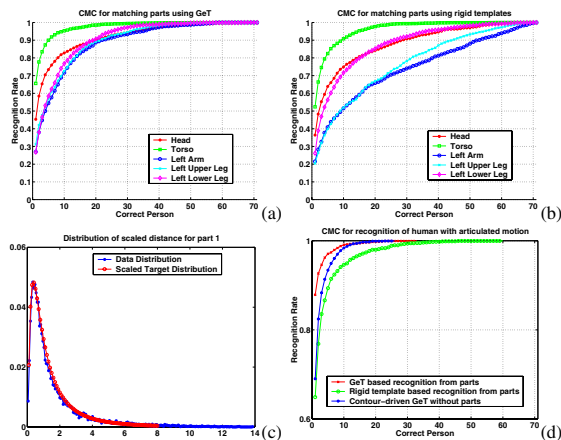 CMC for matching parts using GeT
Recognition Rate
1
0.9
0.8
0.7
0.6
0.5
0.4
0.3
0.2
0.1
0
Head
Torso
Left Arm
Left Upper Leg
Left Lower Leg
0 10 20 30 40 50 60 70
Correct Person
(a)
CMC for matching parts using rigid templates
Recognition Rate
1
0.9
0.8
0.7
0.6
0.5
0.4
0.3
0.2
0.1
0
Head
Torso
Left Arm
Left Upper Leg
Left Lower Leg
0 10 20 30 40 50 60 70
Correct Person
(b)
Distribution of scaled distance for part 1
0.06
0.04
0.02
0
Data Distribution
Scaled Target Distribution
0 2 4 6 8 10 12 14
(c)
CMC for recognition of human with articulated motion
Recognition Rate
1
0.8
0.6
GeT based recognition from parts
Rigid template based recognition from parts
Contour-driven GeT without parts
0 10 20 30 40 50 60 70
Correct Person
(d)